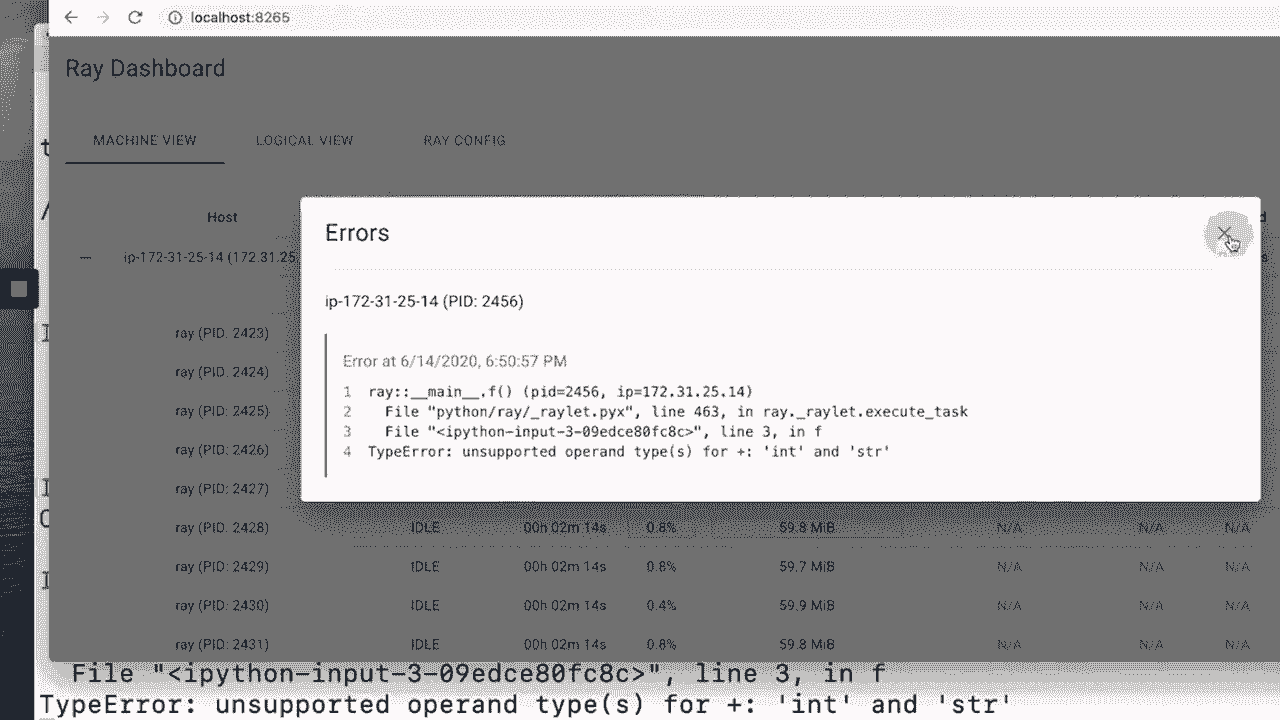 localhost:8265
Ray Dashboard
MACHINE VIEW LOGICAL VIEW RAY CONFIG
Host
ip-172-31-25-14 (172.31.25
Errors
ip-172-31-25-14 (PID: 2456)
Error at 6/14/2020, 6:50:57 PM
1 ray::__main__.f() (pid=2456, ip=172.31.25.14)
2 File "python/ray/_raylet.pyx", line 463, in ray._raylet.execute_task
3 File "<ipython-input-3-09edce80fc8c>", line 3, in f
4 TypeError: unsupported operand type(s) for +: 'int' and 'str'
ray (PID: 2423)
ray (PID: 2424)
ray (PID: 2425)
ray (PID: 2426)
ray (PID: 2427)
ray (PID: 2428) IDLE 00h 02m 14s 0.8% 59.8 MiB N/A N/A N/A
ray (PID: 2429) IDLE 00h 02m 14s 0.8% 59.7 MiB N/A N/A N/A
ray (PID: 2430) IDLE 00h 02m 14s 0.4% 59.9 MiB N/A N/A N/A
ray (PID: 2431) IDLE 00h 02m 14s 0.8% 59.8 MiB N/A N/A N/A
File "<ipython-input-3-09edce80fc8c>", line 3, in f
TypeError: unsupported operand type(s) for +: 'int' and 'str'